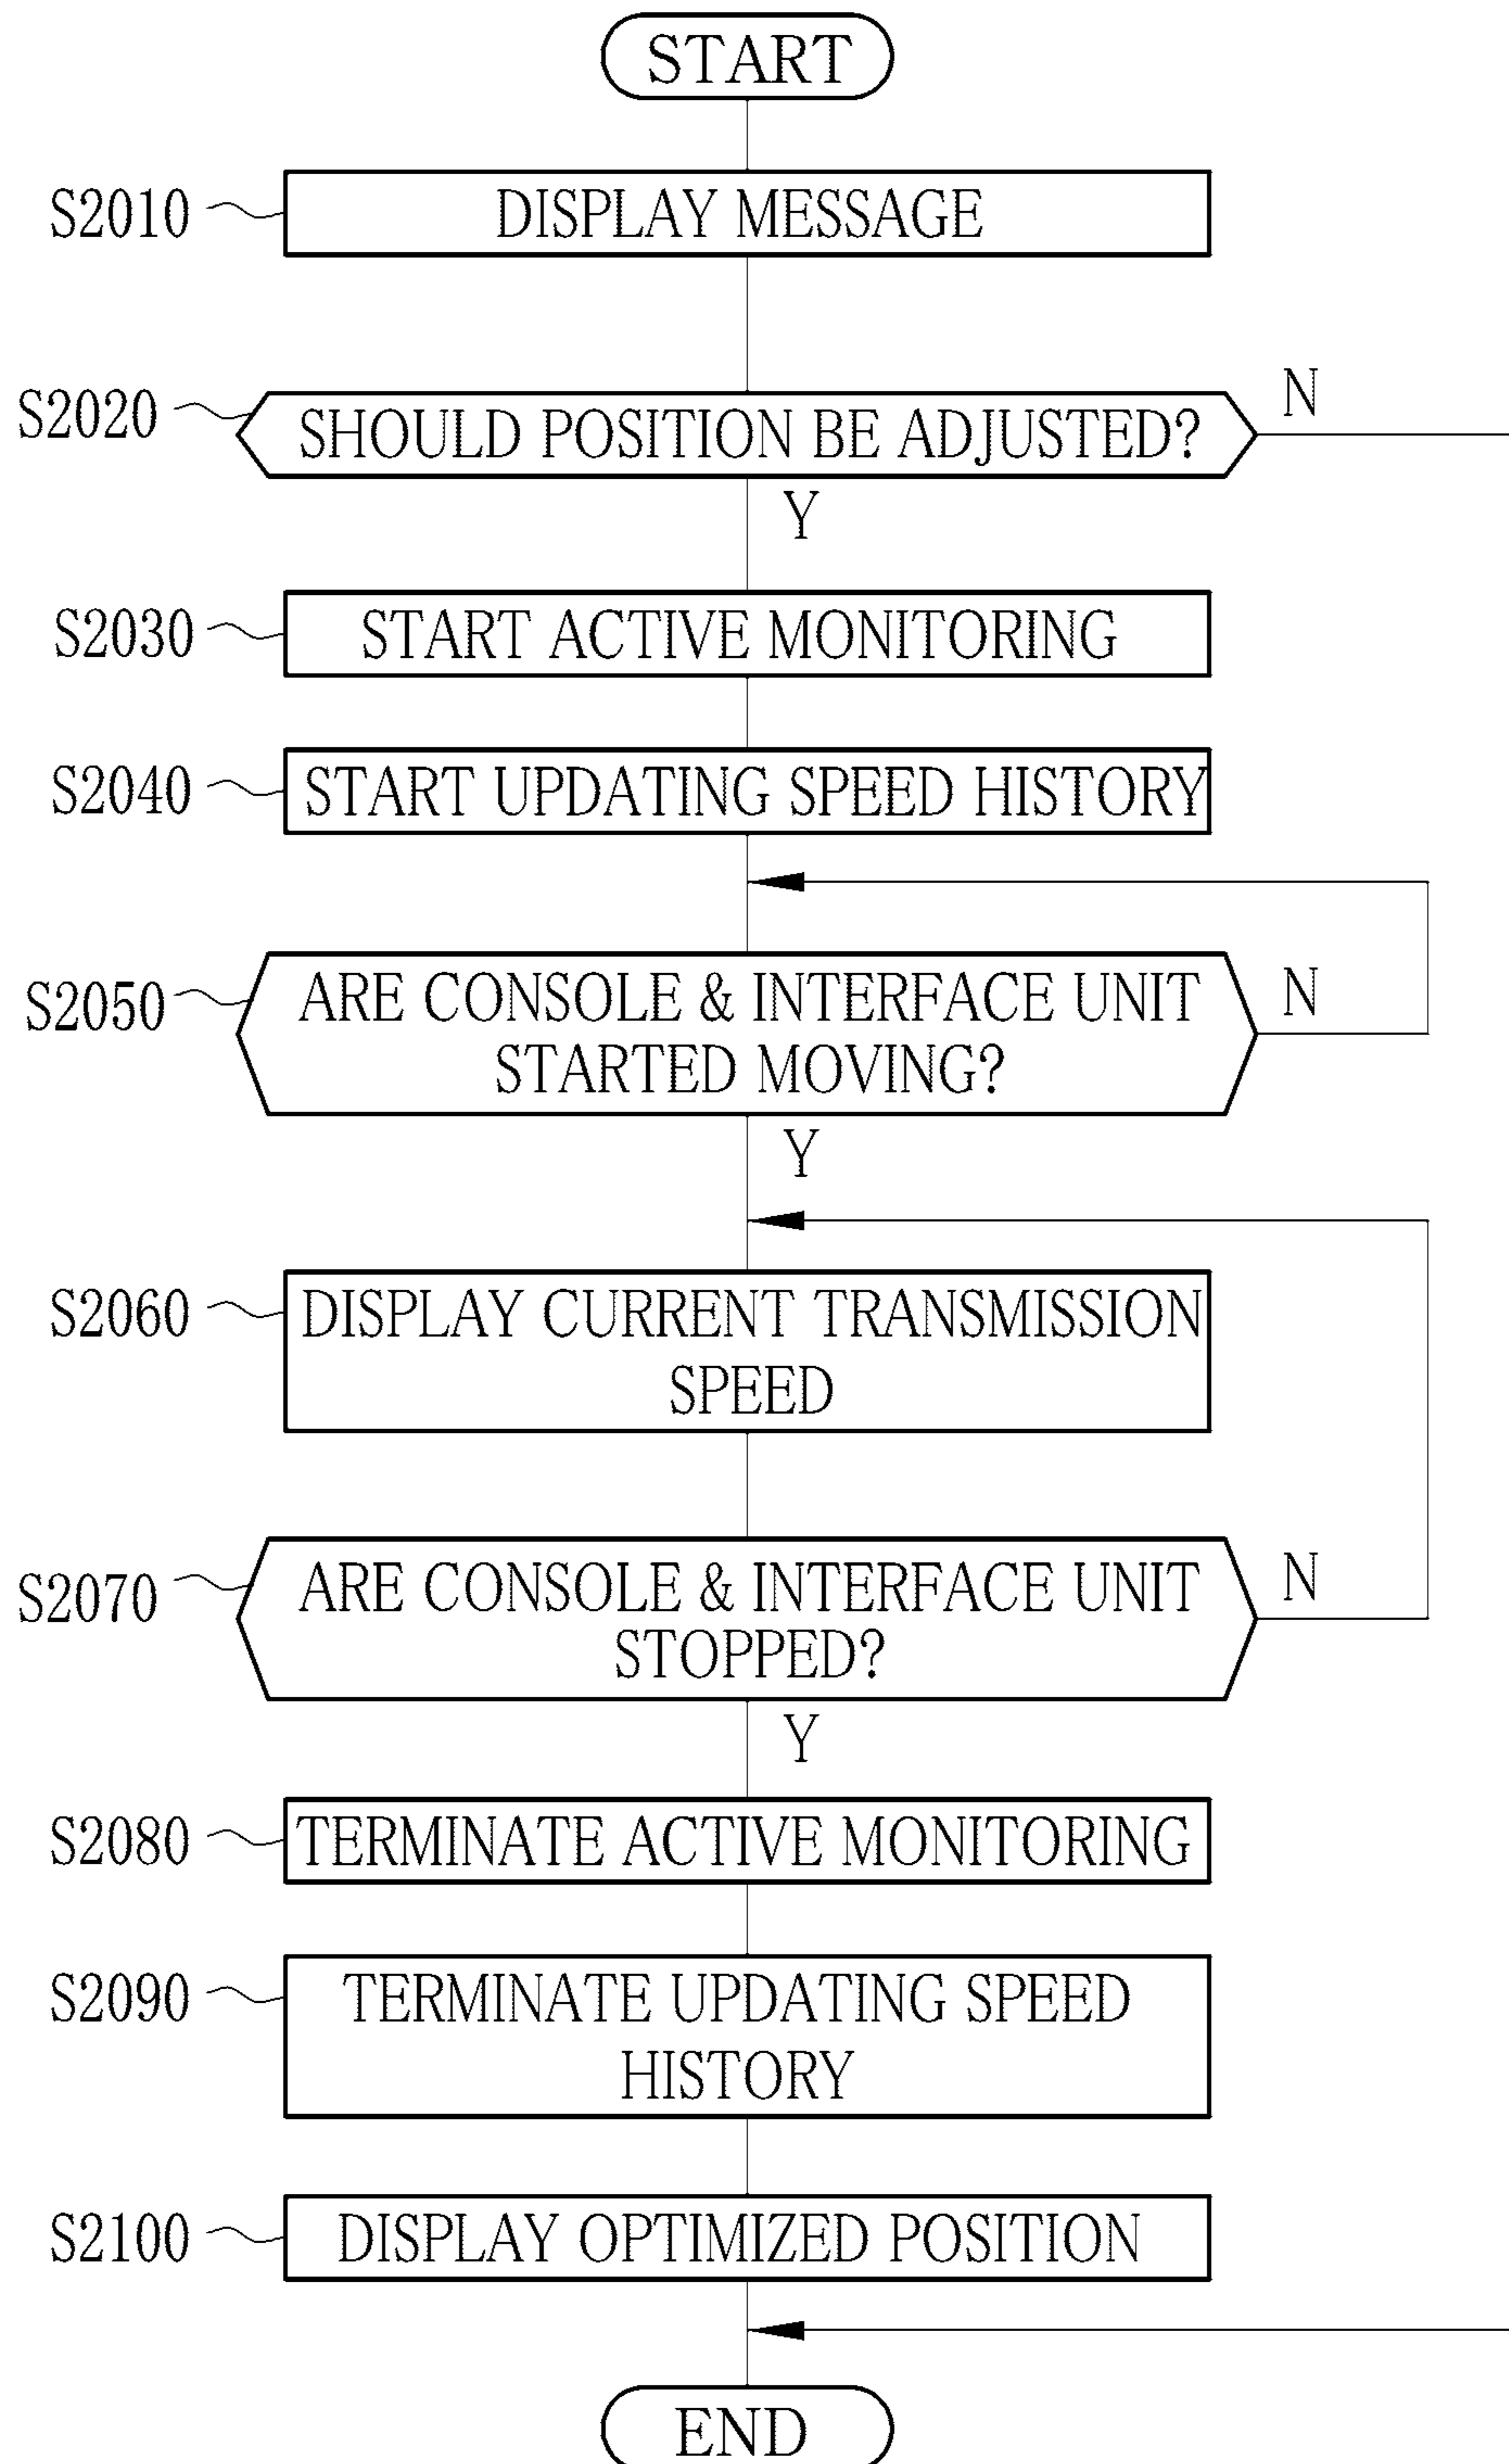 START
S2010 DISPLAY MESSAGE
S2020 SHOULD POSITION BE ADJUSTED? N
Y
S2030 START ACTIVE MONITORING
S2040 START UPDATING SPEED HISTORY
S2050 ARE CONSOLE & INTERFACE UNIT N
STARTED MOVING?
Y
S2060 DISPLAY CURRENT TRANSMISSION
SPEED
S2070 ARE CONSOLE & INTERFACE UNIT N
STOPPED?
Y
S2080 TERMINATE ACTIVE MONITORING
S2090 TERMINATE UPDATING SPEED
HISTORY
S2100 DISPLAY OPTIMIZED POSITION
END